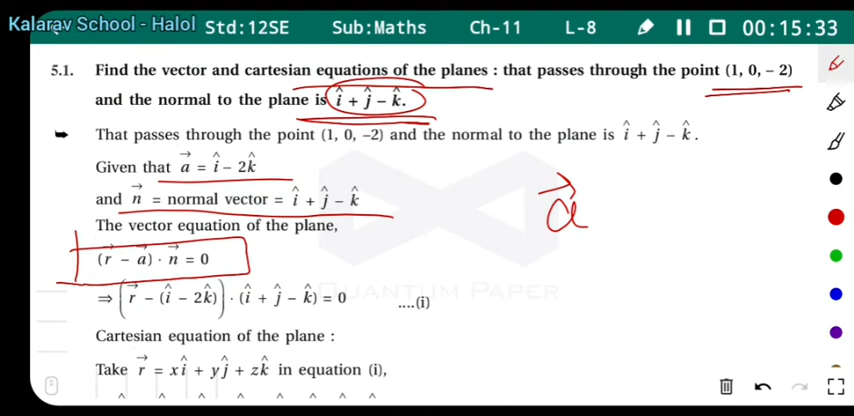 Kalarav School - Halol Std:12SE Sub:Maths Ch-11 L-8 00:15:33
5.1. Find the vector and cartesian equations of the planes : that passes through the point (1, 0, – 2)
and the normal to the plane is î + ĵ – k̂.
➥ That passes through the point (1, 0, –2) and the normal to the plane is î + ĵ – k̂ .
Given that a⃗ = î – 2k̂
and n⃗ = normal vector = î + ĵ – k̂
a⃗
The vector equation of the plane,
(r⃗ – a⃗) · n⃗ = 0
⇒ (r⃗ – (î – 2k̂)) · (î + ĵ – k̂) = 0 ....(i)
QUANTUM PAPER
Cartesian equation of the plane :
Take r⃗ = xî + yĵ + zk̂ in equation (i),